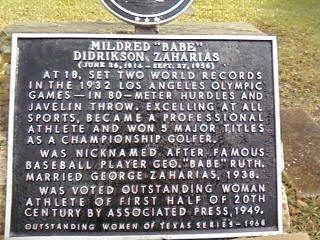 MILDRED "BABE"
DIDRIKSON ZAHARIAS
(JUNE 26, 1914 - SEPT. 27, 1956)
AT 18, SET TWO WORLD RECORDS
IN THE 1932 LOS ANGELES OLYMPIC
GAMES—IN 80-METER HURDLES AND
JAVELIN THROW. EXCELLING AT ALL
SPORTS, BECAME A PROFESSIONAL
ATHLETE AND WON 5 MAJOR TITLES
AS A CHAMPIONSHIP GOLFER.
WAS NICKNAMED AFTER FAMOUS
BASEBALL PLAYER GEO. "BABE" RUTH.
MARRIED GEORGE ZAHARIAS, 1938.
WAS VOTED OUTSTANDING WOMAN
ATHLETE OF FIRST HALF OF 20TH
CENTURY BY ASSOCIATED PRESS, 1949.
OUTSTANDING WOMEN OF TEXAS SERIES-1968